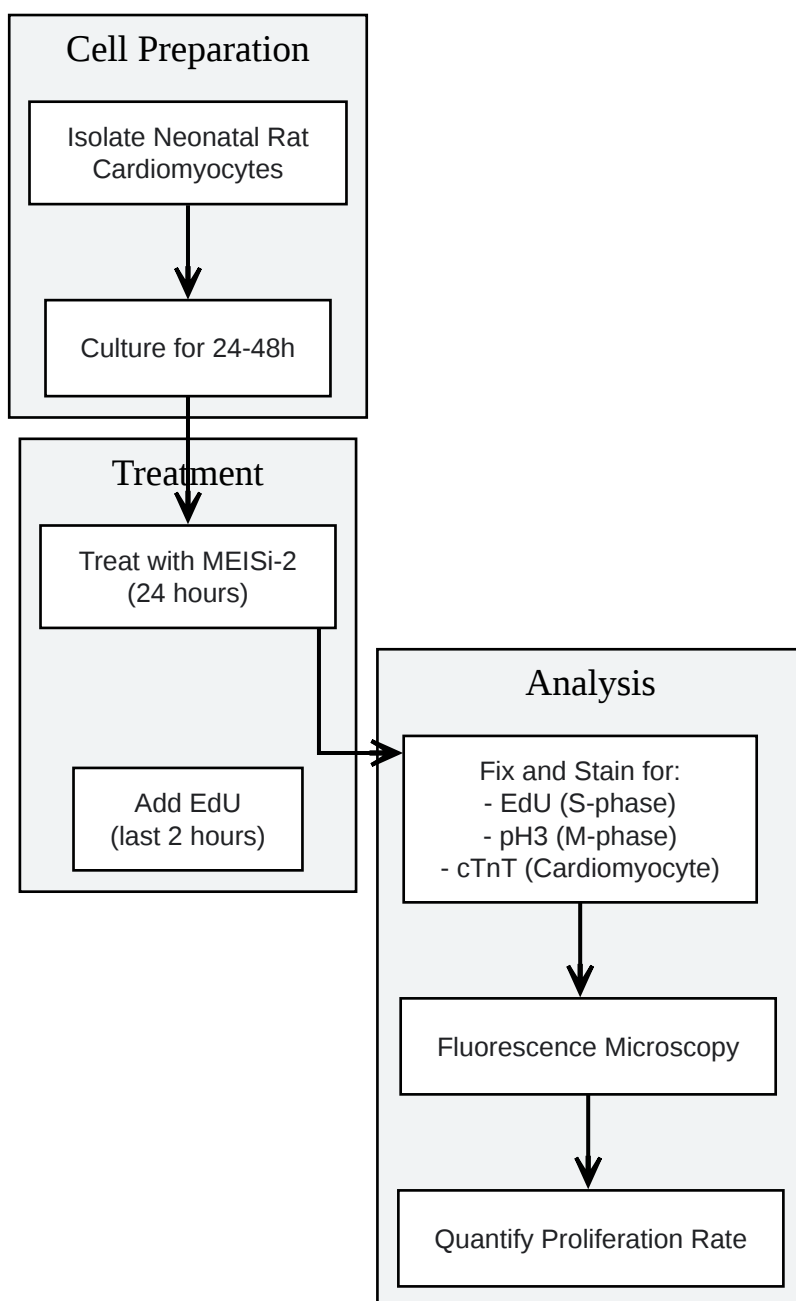 Cell Preparation
Isolate Neonatal Rat
Cardiomyocytes
Culture for 24-48h
Treatment
Treat with MEISi-2
(24 hours)
Add EdU
(last 2 hours)
Analysis
Fix and Stain for:
- EdU (S-phase)
- pH3 (M-phase)
- cTnT (Cardiomyocyte)
Fluorescence Microscopy
Quantify Proliferation Rate